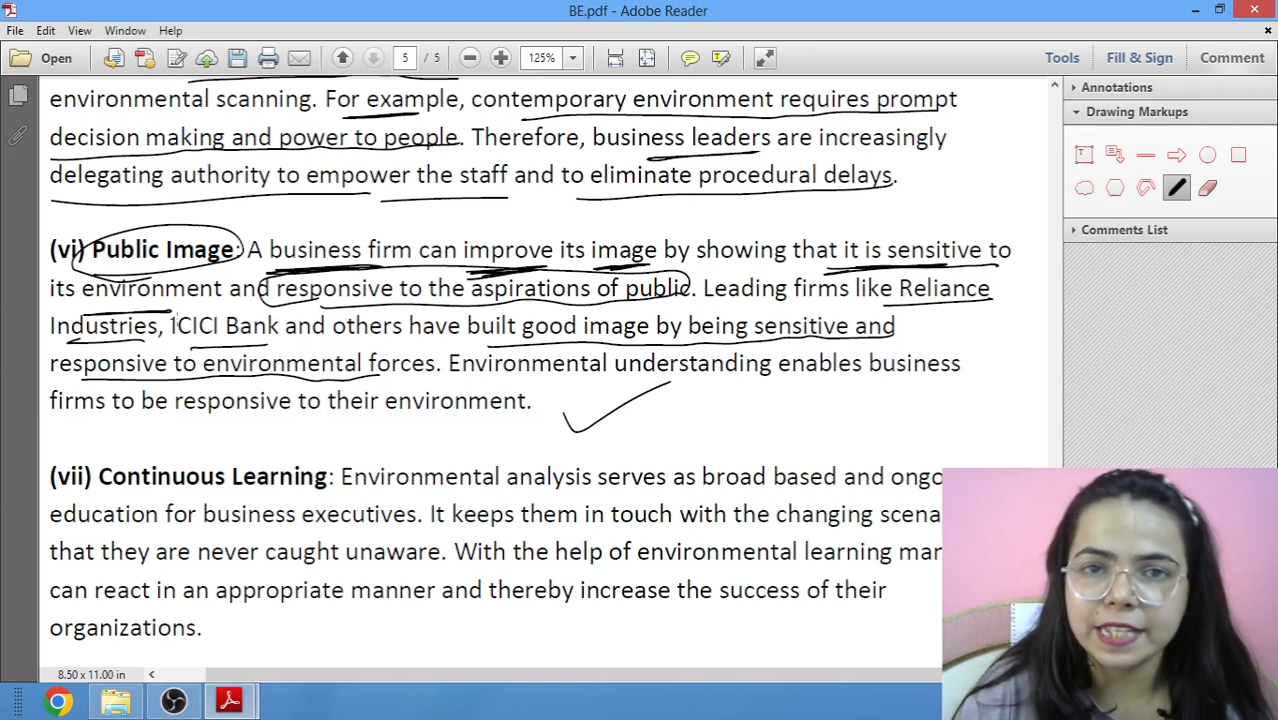 BE.pdf - Adobe Reader
File Edit View Window Help
Open 5 / 5 125% Tools Fill & Sign Comment
environmental scanning. For example, contemporary environment requires prompt
decision making and power to people. Therefore, business leaders are increasingly
delegating authority to empower the staff and to eliminate procedural delays.
(vi) Public Image: A business firm can improve its image by showing that it is sensitive to
its environment and responsive to the aspirations of public. Leading firms like Reliance
Industries, ICICI Bank and others have built good image by being sensitive and
responsive to environmental forces. Environmental understanding enables business
firms to be responsive to their environment.
(vii) Continuous Learning: Environmental analysis serves as broad based and ongo
education for business executives. It keeps them in touch with the changing scena
that they are never caught unaware. With the help of environmental learning man
can react in an appropriate manner and thereby increase the success of their
organizations.
8.50 x 11.00 in
Annotations
Drawing Markups
Comments List